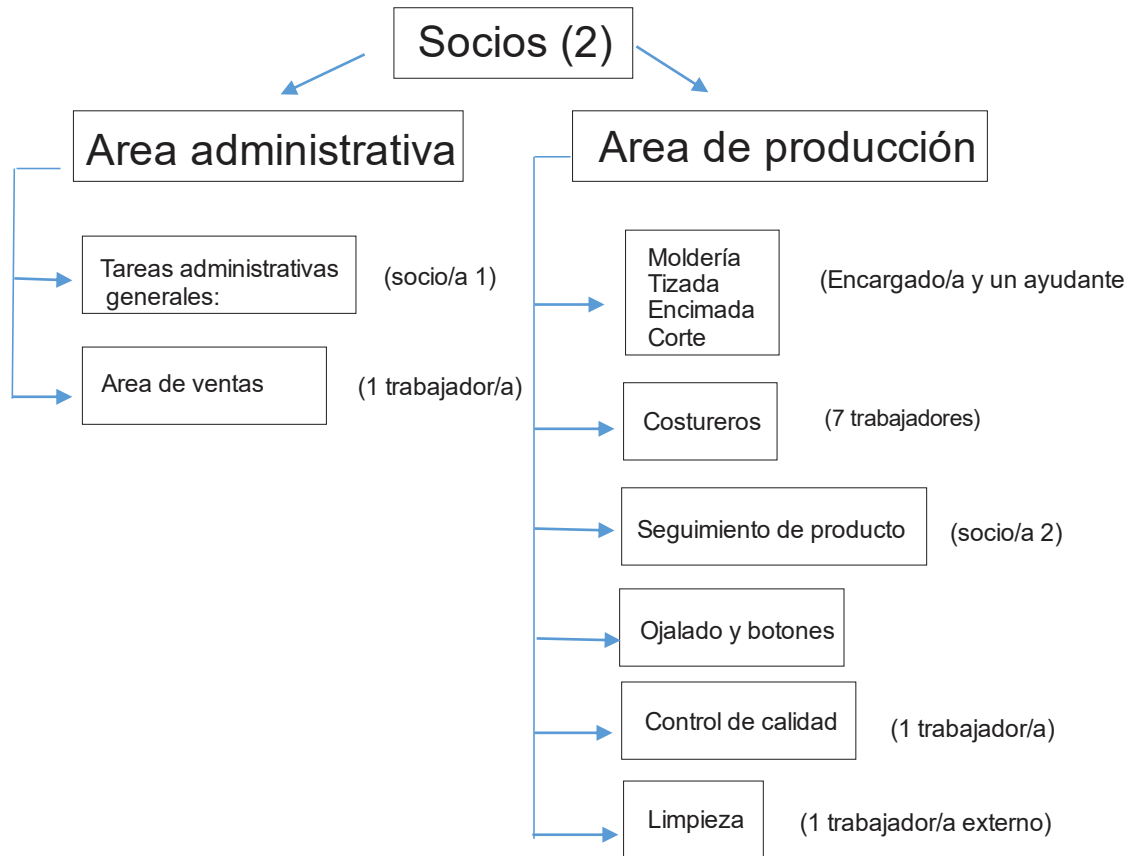 Socios (2)
Area administrativa
Area de producción
Tareas administrativas
generales:
(socio/a 1)
Area de ventas
(1 trabajador/a)
Moldería
Tizada
Encimada
Corte
(Encargado/a y un ayudante
Costureros
(7 trabajadores)
Seguimiento de producto
(socio/a 2)
Ojalado y botones
Control de calidad
(1 trabajador/a)
Limpieza
(1 trabajador/a externo)